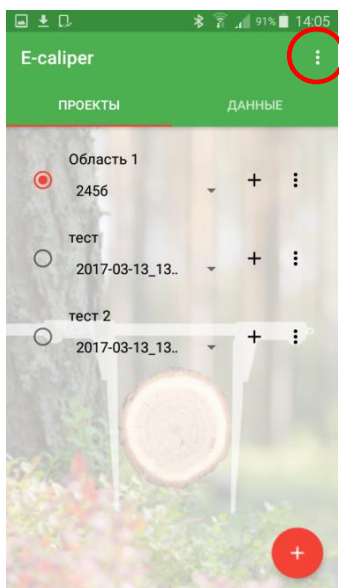 91% 14:05
E-caliper
ПРОЕКТЫ ДАННЫЕ
Область 1
2456
тест
2017-03-13_13..
тест 2
2017-03-13_13..